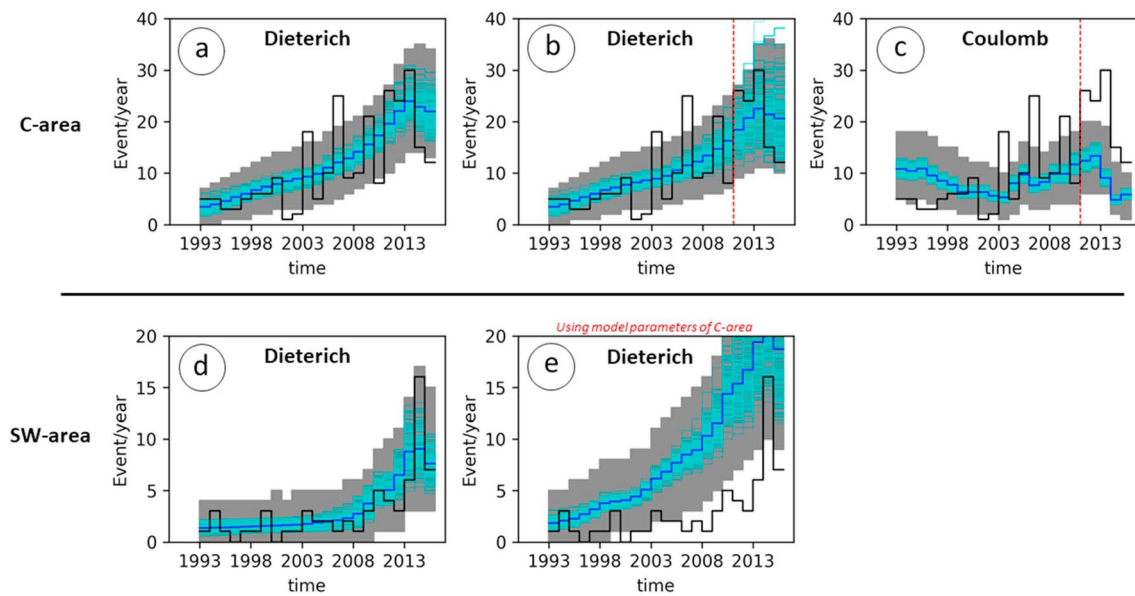 a
Dieterich
Event/year
40
30
20
10
0
1993 1998 2003 2008 2013
time
b
Dieterich
Event/year
40
30
20
10
0
1993 1998 2003 2008 2013
time
c
Coulomb
Event/year
40
30
20
10
0
1993 1998 2003 2008 2013
time
C-area
SW-area
d
Dieterich
Event/year
20
15
10
5
0
1993 1998 2003 2008 2013
time
Using model parameters of C-area
e
Dieterich
Event/year
20
15
10
5
0
1993 1998 2003 2008 2013
time